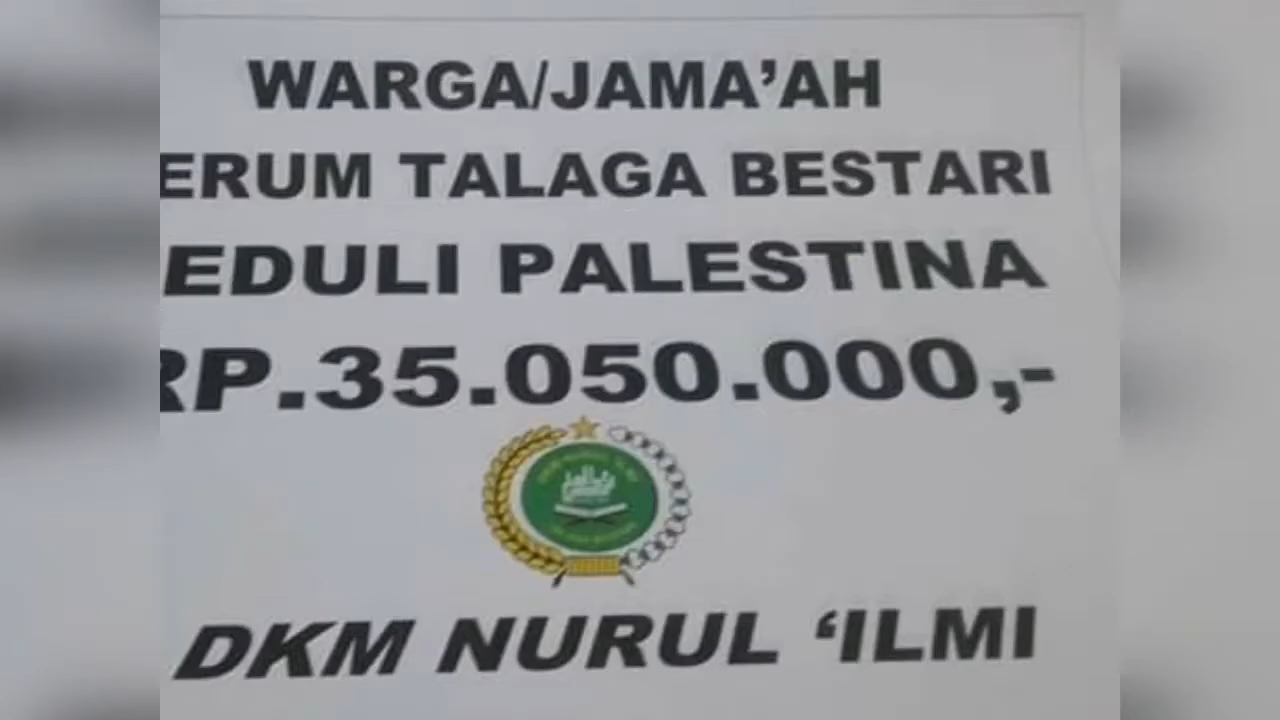 WARGA/JAMA'AH
ERUM TALAGA BESTARI
EDULI PALESTINA
RP.35.050.000,-
DKM NURUL 'ILMI